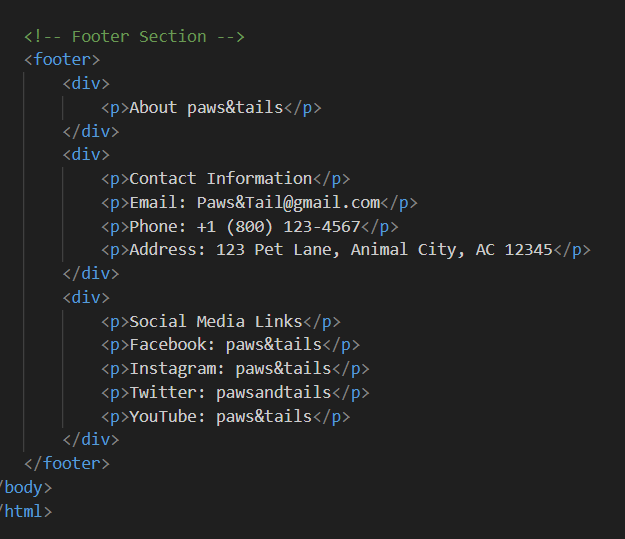 <!-- Footer Section -->
<footer>
<div>
<p>About paws&tails</p>
</div>
<div>
<p>Contact Information</p>
<p>Email: Paws&Tail@gmail.com</p>
<p>Phone: +1 (800) 123-4567</p>
<p>Address: 123 Pet Lane, Animal City, AC 12345</p>
</div>
<div>
<p>Social Media Links</p>
<p>Facebook: paws&tails</p>
<p>Instagram: paws&tails</p>
<p>Twitter: pawsandtails</p>
<p>YouTube: paws&tails</p>
</div>
</footer>
/body>
/html>